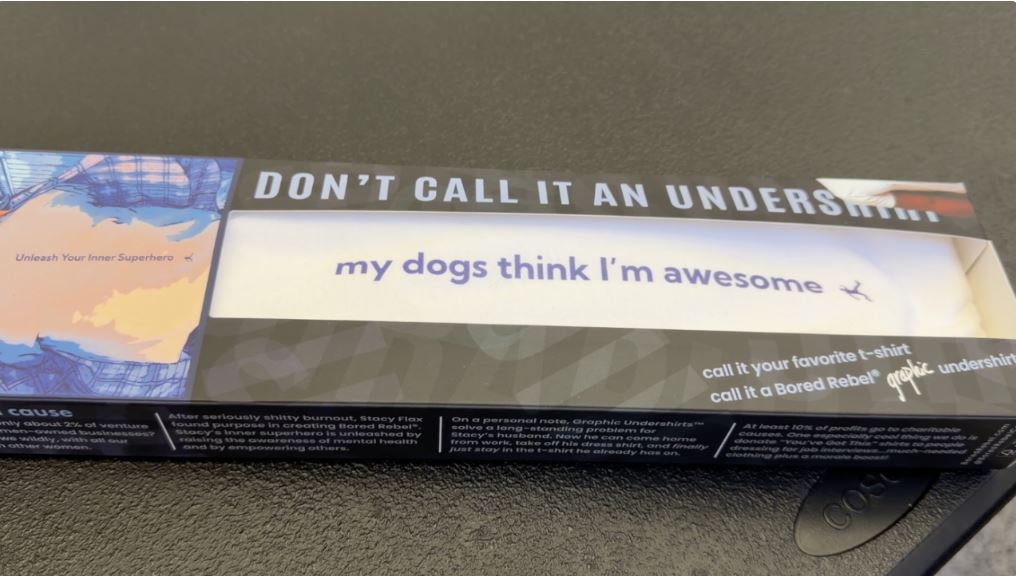 DON'T CALL IT AN UNDERSHIRT
Unleash Your Inner Superhero
my dogs think I'm awesome
call it your favorite t-shirt
call it a Bored Rebel® graphic undershirt
cause
only about 2% of venture
men-owned businesses?
we wildly, with all our
other women.
After seriously shitty burnout, Stacy Flax
found purpose in creating Bored Rebel®.
Stacy's inner superhero is unleashed by
raising the awareness of mental health
and by empowering others.
On a personal note, Graphic Undershirts™
solve a long-standing problem for
Stacy's husband. Now he can come home
from work, take off his dress shirt, and finally
just stay in the t-shirt he already has on.
At least 10% of profits go to charitable
causes. One especially cool thing we do is
donate "You've Got This" shirts to people
dressing for job interviews...much-needed
clothing plus a morale boost!
COSC